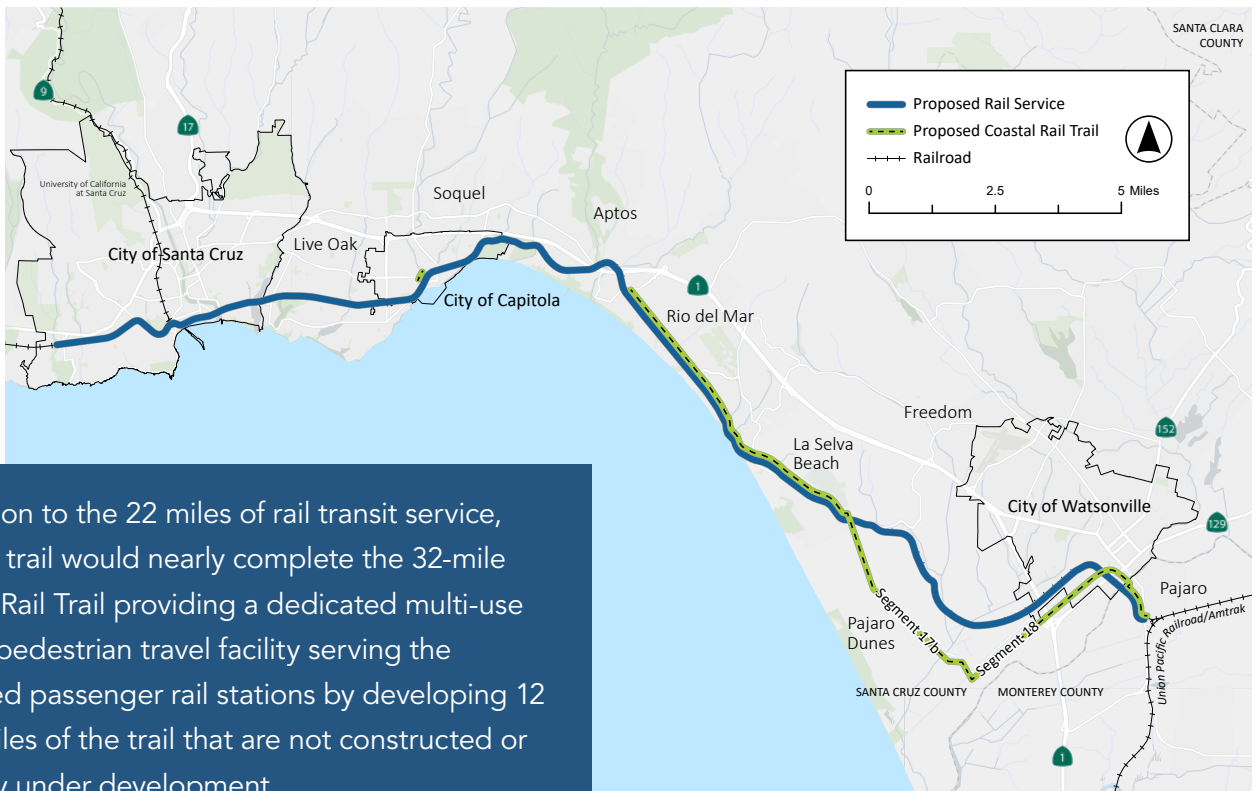 SANTA CLARA
COUNTY
Proposed Rail Service
Proposed Coastal Rail Trail
Railroad
0 2.5 5 Miles
9
17
University of California
at Santa Cruz
Soquel
Aptos
Live Oak
City of Santa Cruz
City of Capitola
1
Rio del Mar
Freedom
152
La Selva
Beach
City of Watsonville
129
Pajaro
Segment 17b
Segment 18
Pajaro
Dunes
SANTA CRUZ COUNTY
MONTEREY COUNTY
Union Pacific Railroad/Amtrak
1
on to the 22 miles of rail transit service,
trail would nearly complete the 32-mile
Rail Trail providing a dedicated multi-use
pedestrian travel facility serving the
ed passenger rail stations by developing 12
iles of the trail that are not constructed or
y under development